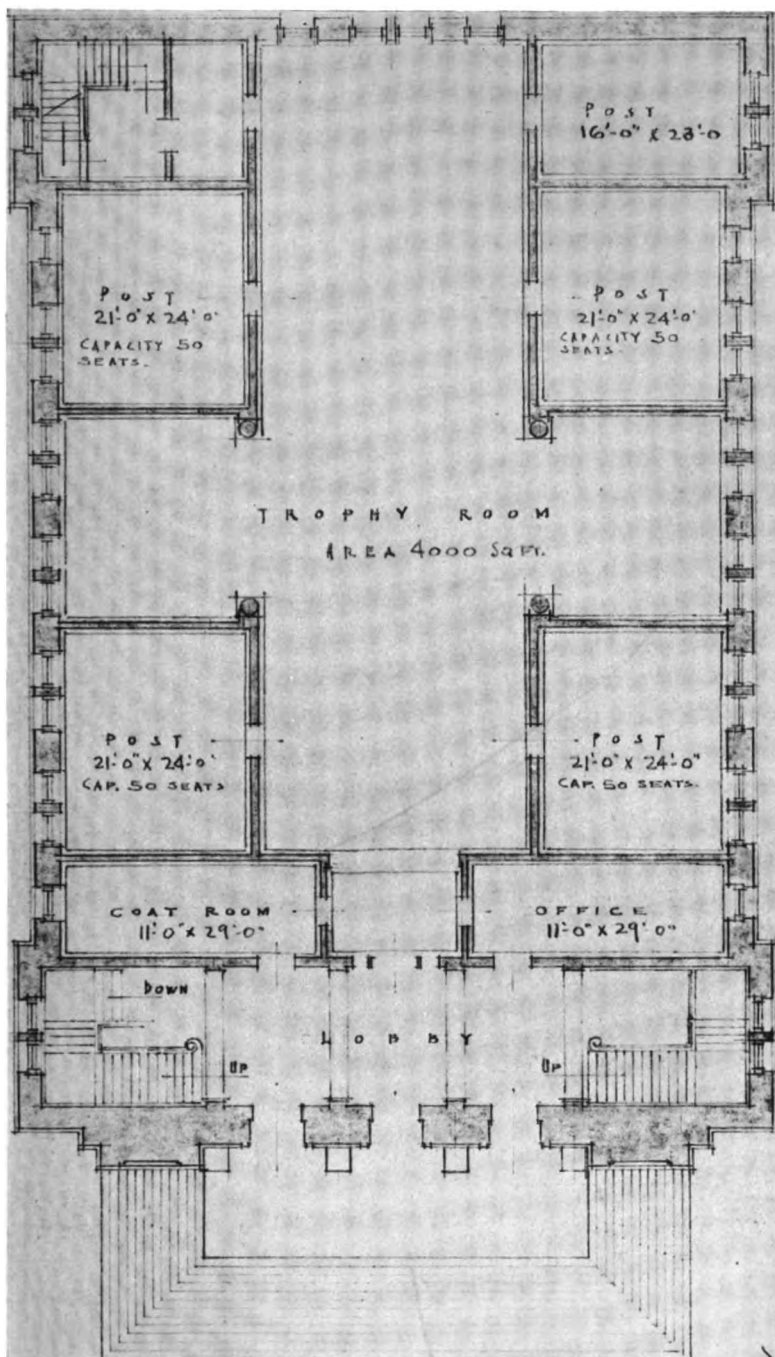 POST
16'-0" X 28'-0
POST
21'-0" X 24'-0"
CAPACITY 50
SEATS.
POST
21'-0" X 24'-0"
CAPACITY 50
SEATS.
TROPHY ROOM
AREA 4000 SQ FT.
POST
21'-0" X 24'-0"
CAP. 50 SEATS
POST
21'-0" X 24'-0"
CAP. 50 SEATS.
COAT ROOM
11'-0" X 29'-0"
OFFICE
11'-0" X 29'-0"
DOWN
LOBBY
UP
UP